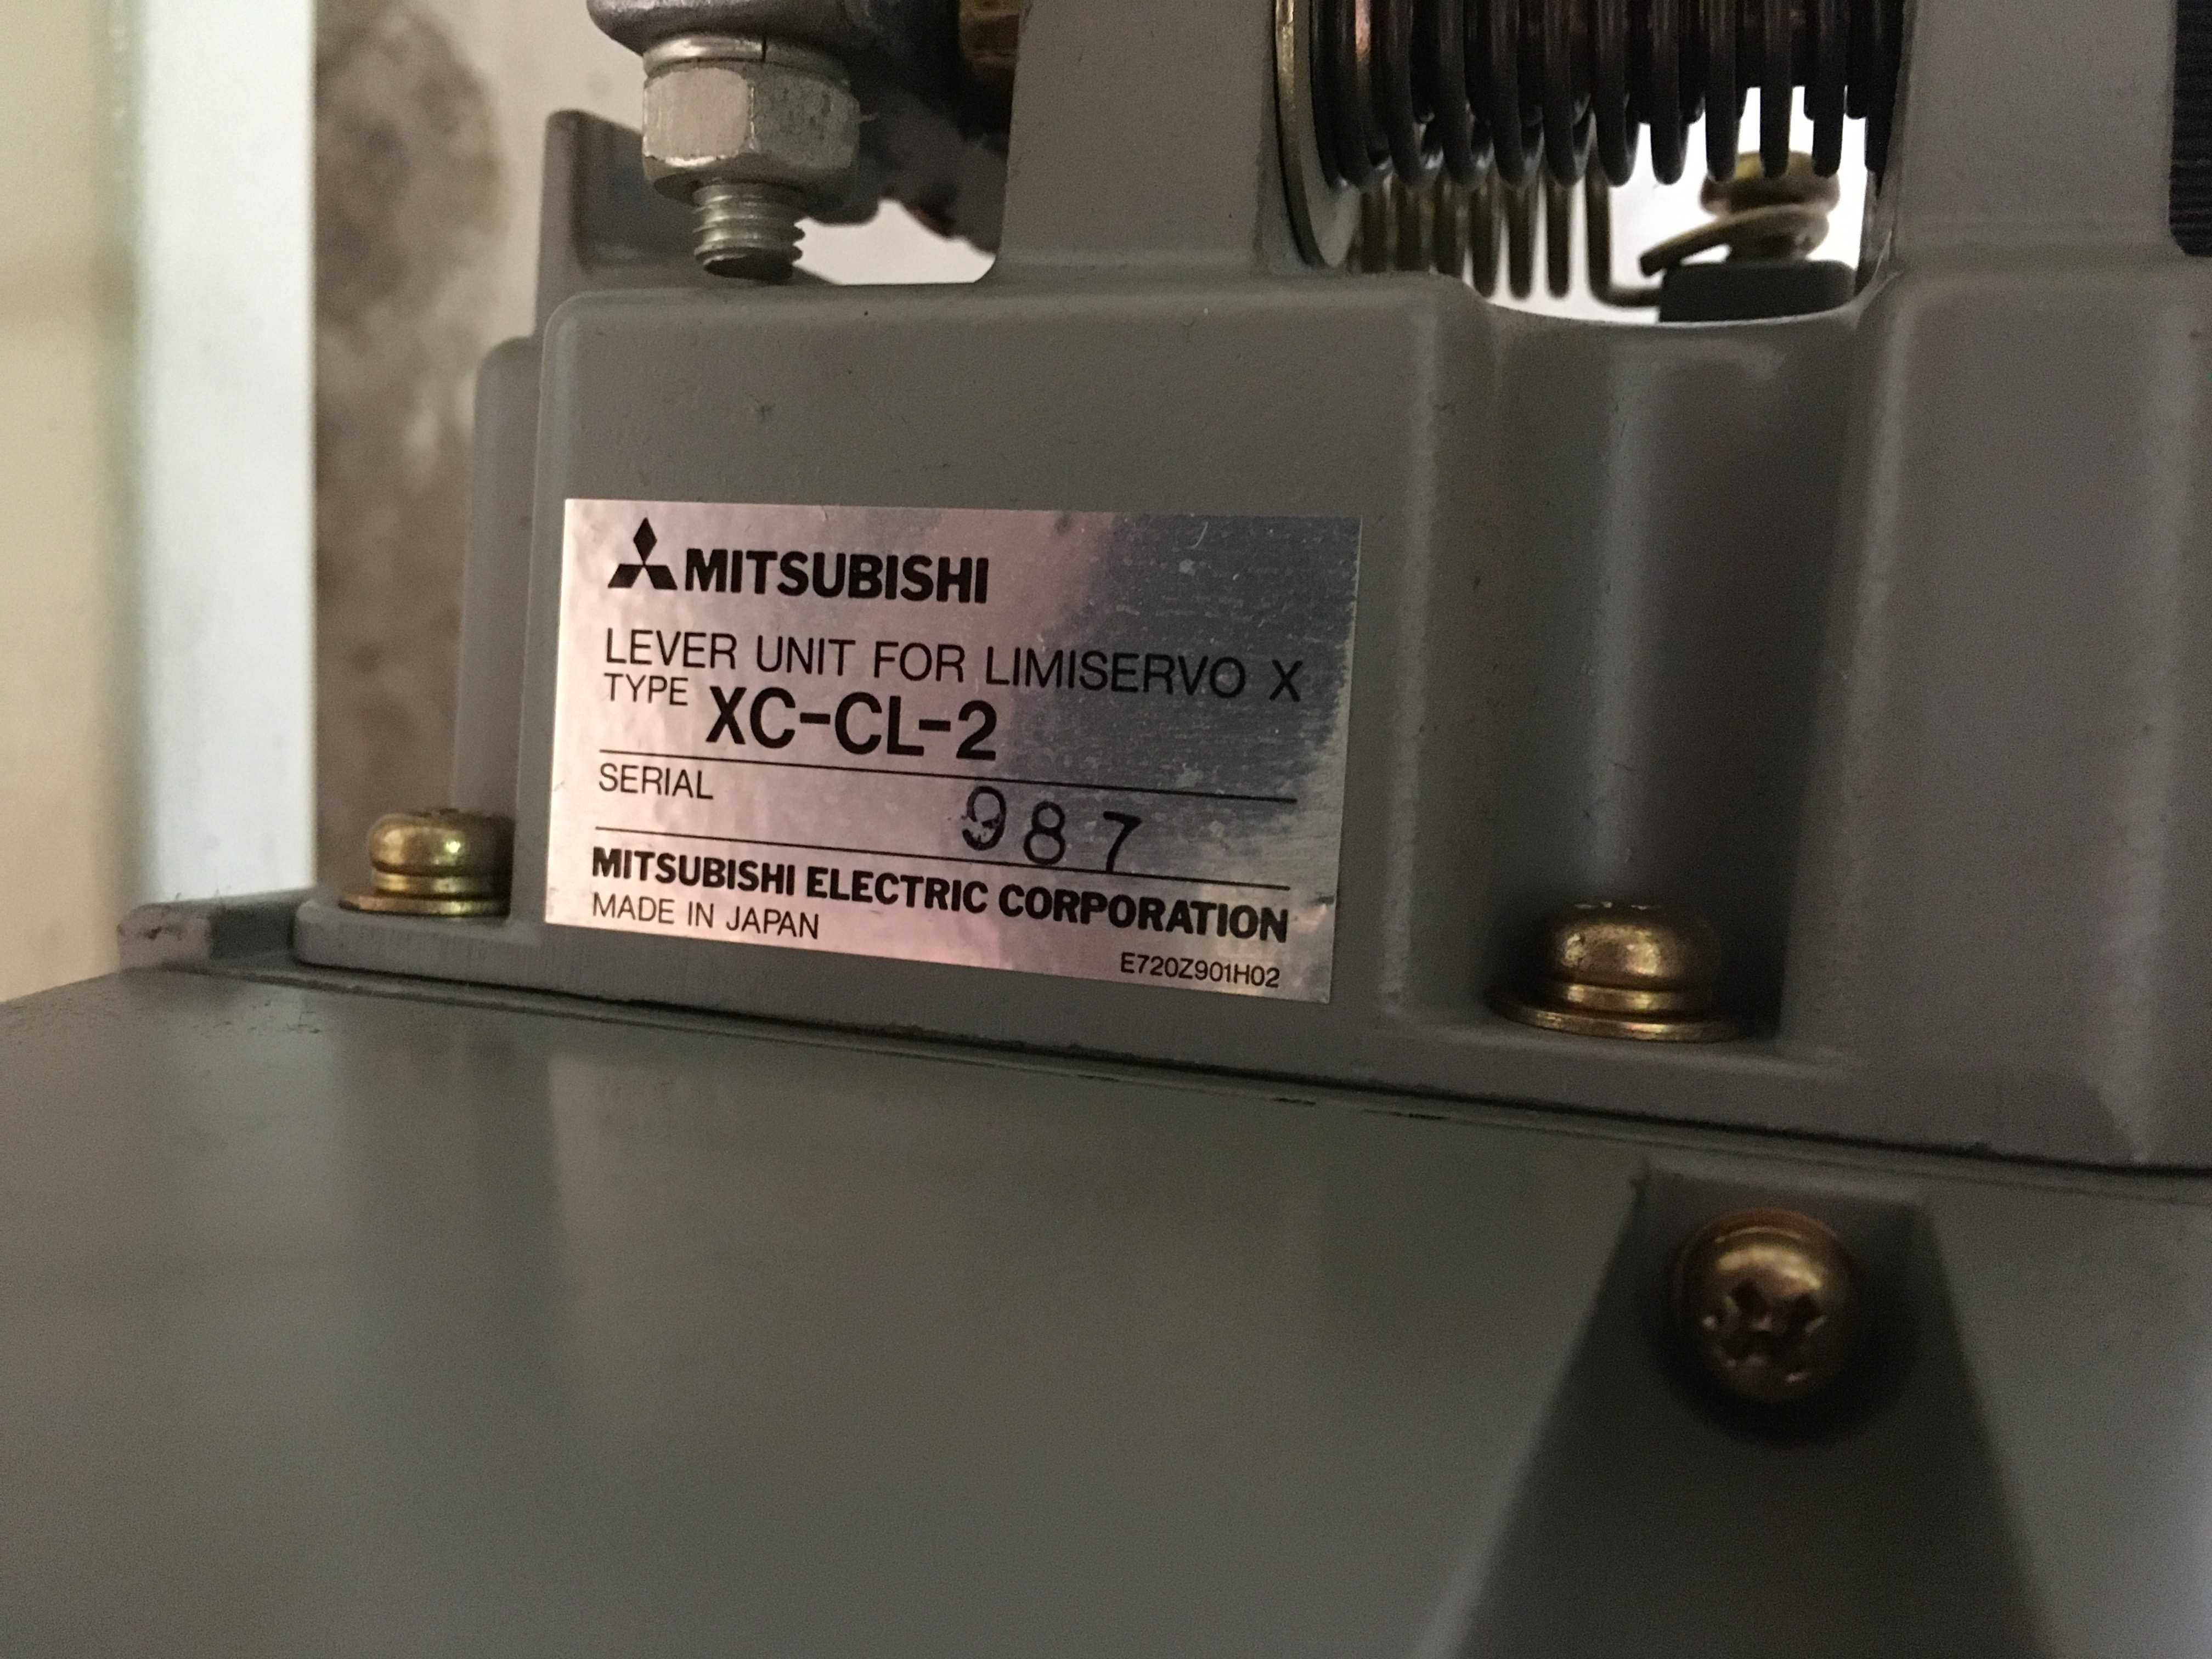 MITSUBISHI
LEVER UNIT FOR LIMISERVO X
TYPE XC-CL-2
SERIAL 987
MITSUBISHI ELECTRIC CORPORATION
MADE IN JAPAN
E720Z901H02